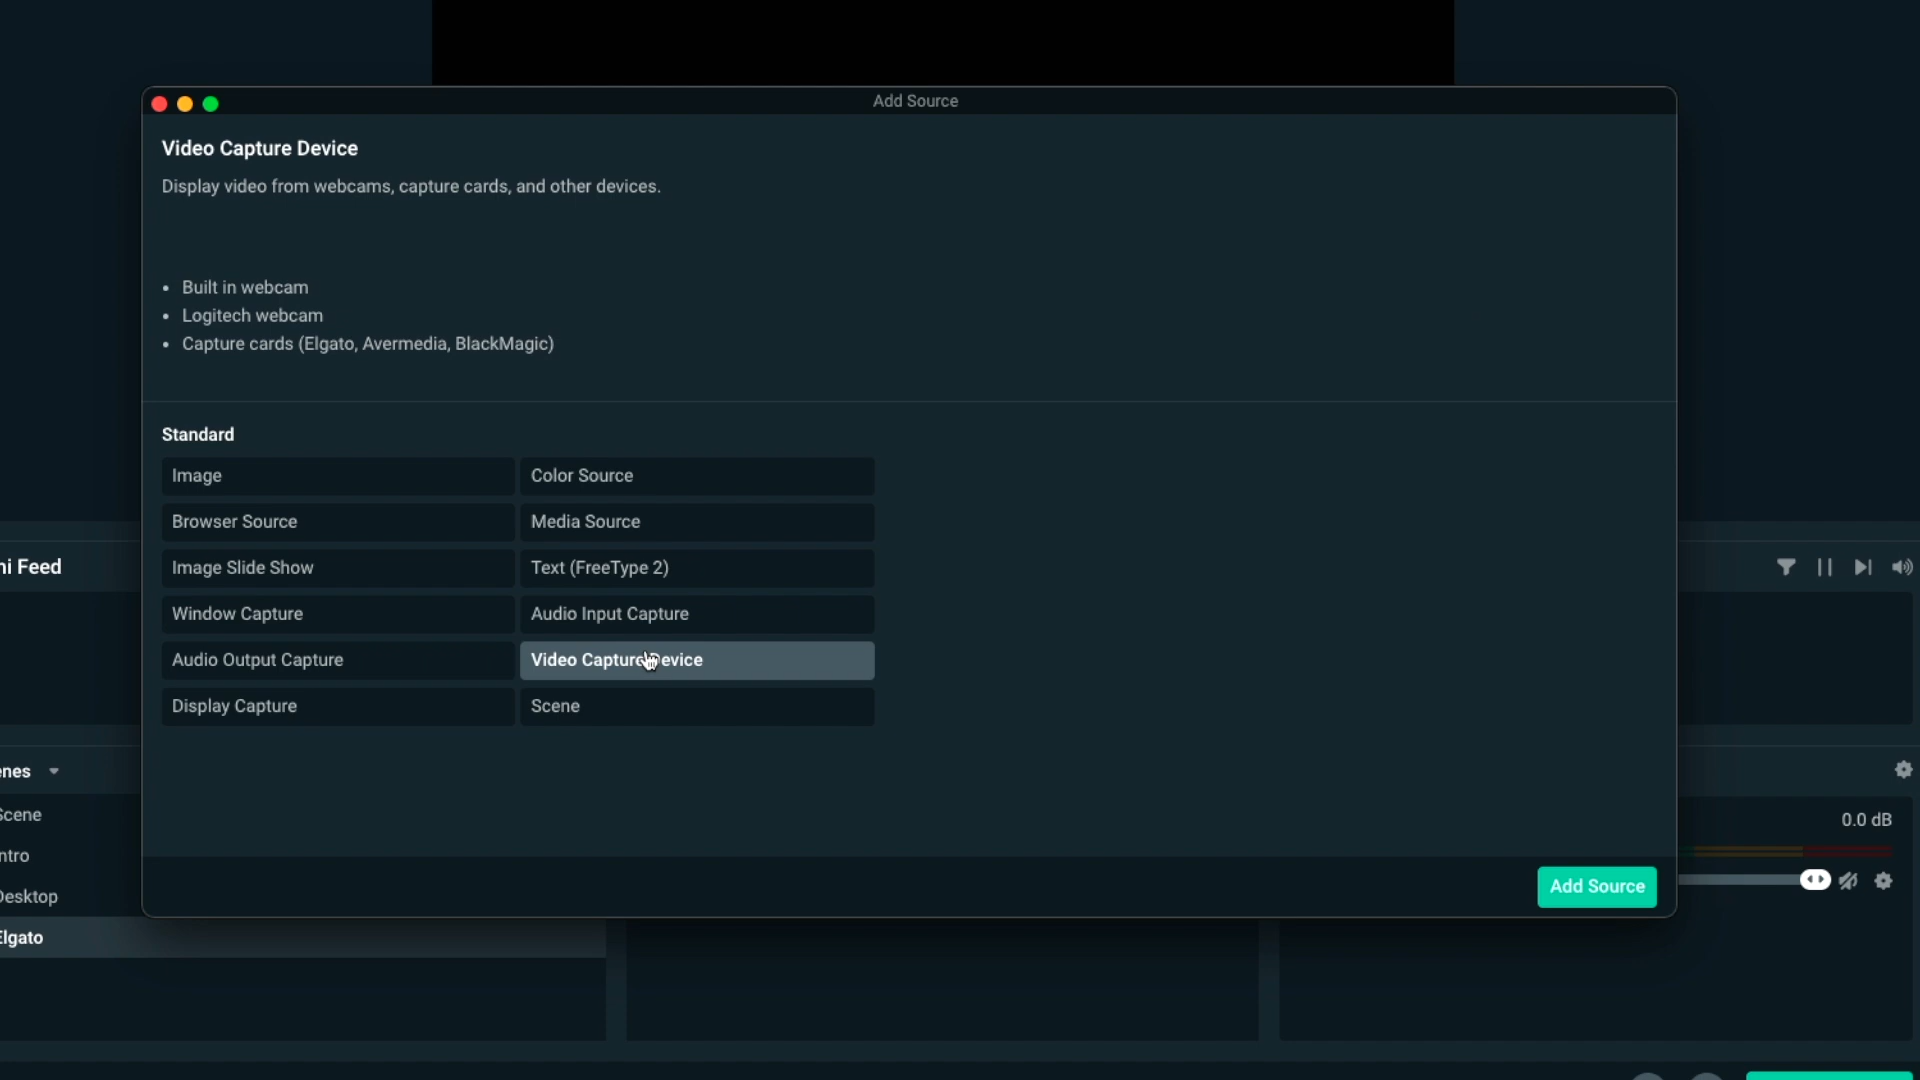 Add Source
Video Capture Device
Display video from webcams, capture cards, and other devices.
• Built in webcam
• Logitech webcam
• Capture cards (Elgato, Avermedia, BlackMagic)
Standard
Image
Color Source
Browser Source
Media Source
Image Slide Show
Text (FreeType 2)
Window Capture
Audio Input Capture
Audio Output Capture
Video Capture Device
Display Capture
Scene
Add Source
ni Feed
enes
Scene
ntro
Desktop
Elgato
0.0 dB